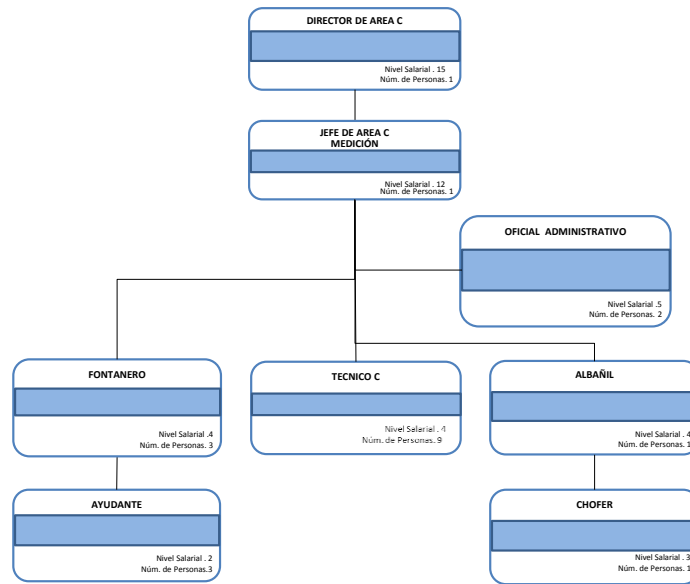 DIRECTOR DE AREA C
Nivel Salarial . 15
Núm. de Personas. 1
JEFE DE AREA C
MEDICIÓN
Nivel Salarial . 12
Núm. de Personas. 1
OFICIAL ADMINISTRATIVO
Nivel Salarial .5
Núm. de Personas. 2
FONTANERO
Nivel Salarial .4
Núm. de Personas. 3
TECNICO C
Nivel Salarial . 4
Núm. de Personas. 9
ALBAÑIL
Nivel Salarial . 4
Núm. de Personas. 1
AYUDANTE
Nivel Salarial . 2
Núm. de Personas.3
CHOFER
Nivel Salarial . 3
Núm. de Personas. 1